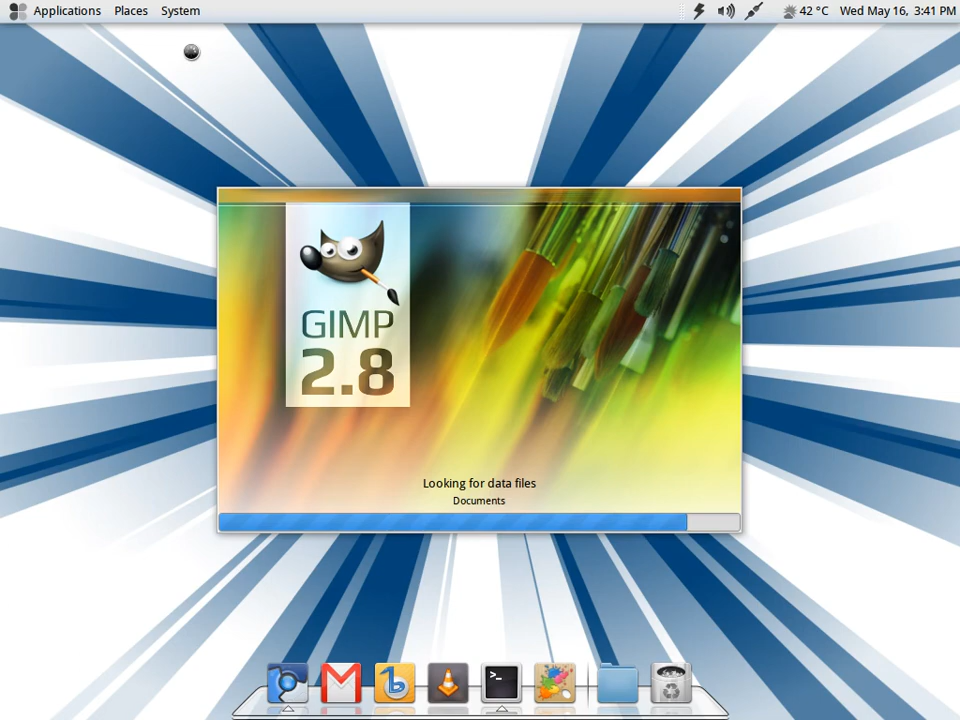 Applications Places System
42 °C Wed May 16, 3:41 PM
GIMP
2.8
Looking for data files
Documents
>_